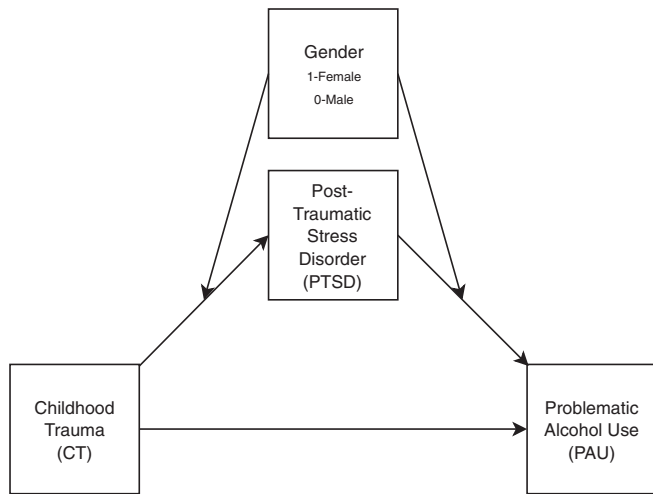 Gender
1-Female
0-Male
Post-
Traumatic
Stress
Disorder
(PTSD)
Childhood
Trauma
(CT)
Problematic
Alcohol Use
(PAU)